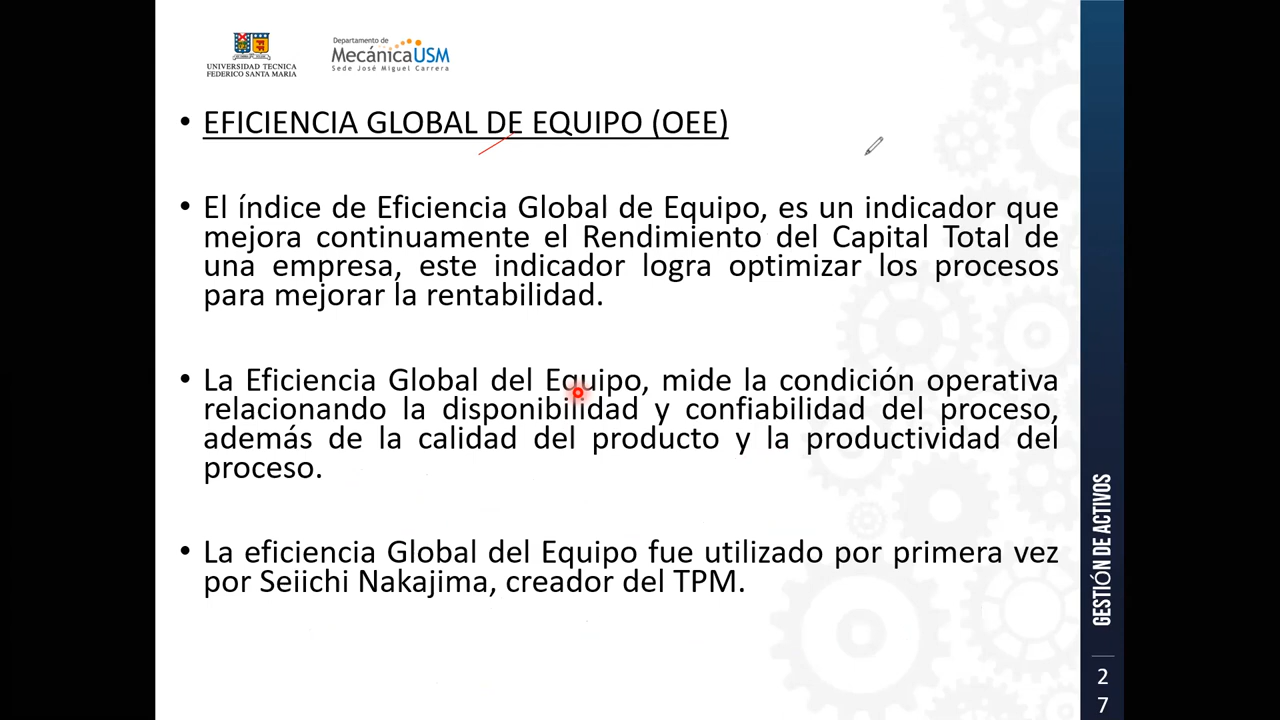 UNIVERSIDAD TECNICA
FEDERICO SANTA MARIA
Departamento de
MecánicaUSM
Sede José Miguel Carrera
• EFICIENCIA GLOBAL DE EQUIPO (OEE)
• El índice de Eficiencia Global de Equipo, es un indicador que
mejora continuamente el Rendimiento del Capital Total de
una empresa, este indicador logra optimizar los procesos
para mejorar la rentabilidad.
• La Eficiencia Global del Equipo, mide la condición operativa
relacionando la disponibilidad y confiabilidad del proceso,
además de la calidad del producto y la productividad del
proceso.
• La eficiencia Global del Equipo fue utilizado por primera vez
por Seiichi Nakajima, creador del TPM.
GESTIÓN DE ACTIVOS
2
7